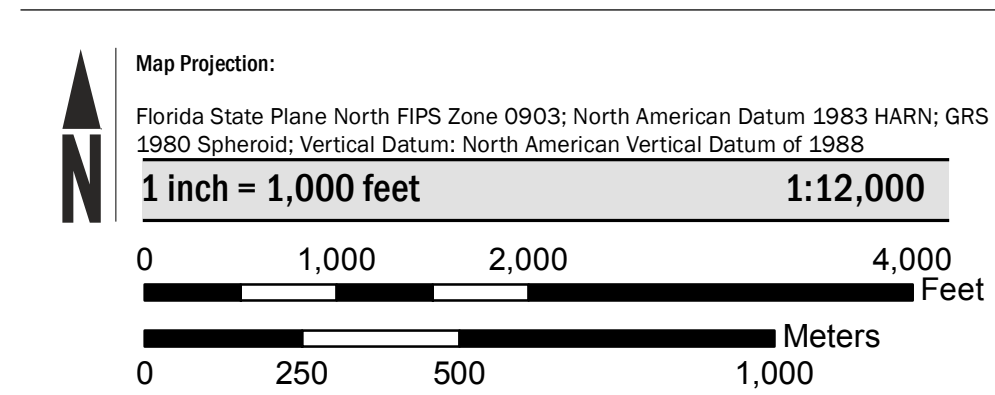 N
Map Projection:
Florida State Plane North FIPS Zone 0903; North American Datum 1983 HARN; GRS
1980 Spheroid; Vertical Datum: North American Vertical Datum of 1988
1 inch = 1,000 feet 1:12,000
0 1,000 2,000 4,000
Feet
Meters
0 250 500 1,000